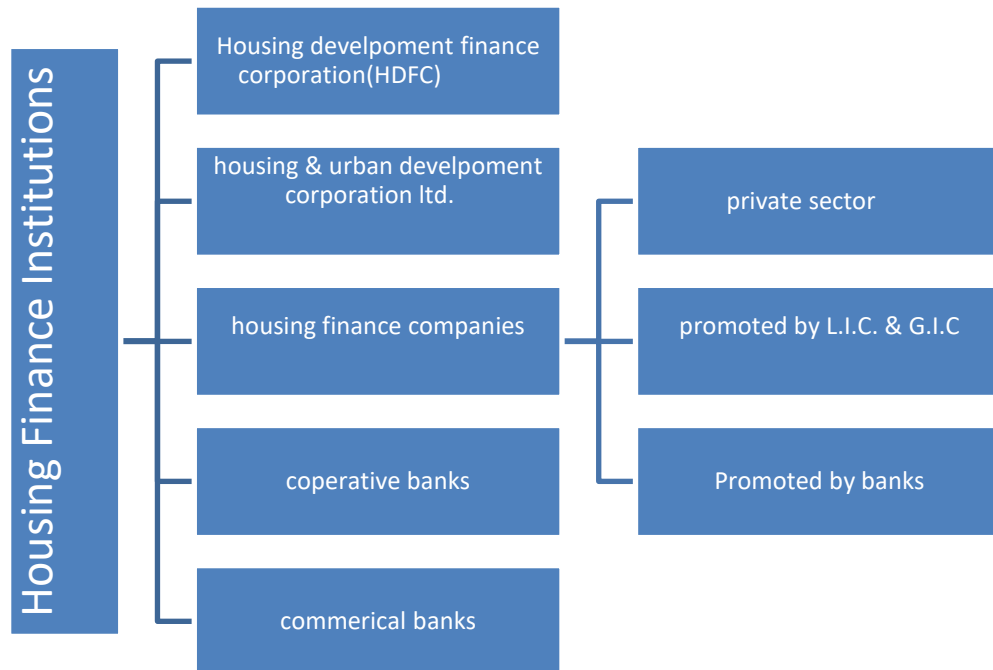 Housing Finance Institutions
Housing develpoment finance
corporation(HDFC)
housing & urban develpoment
corporation ltd.
housing finance companies
coperative banks
commerical banks
private sector
promoted by L.I.C. & G.I.C
Promoted by banks